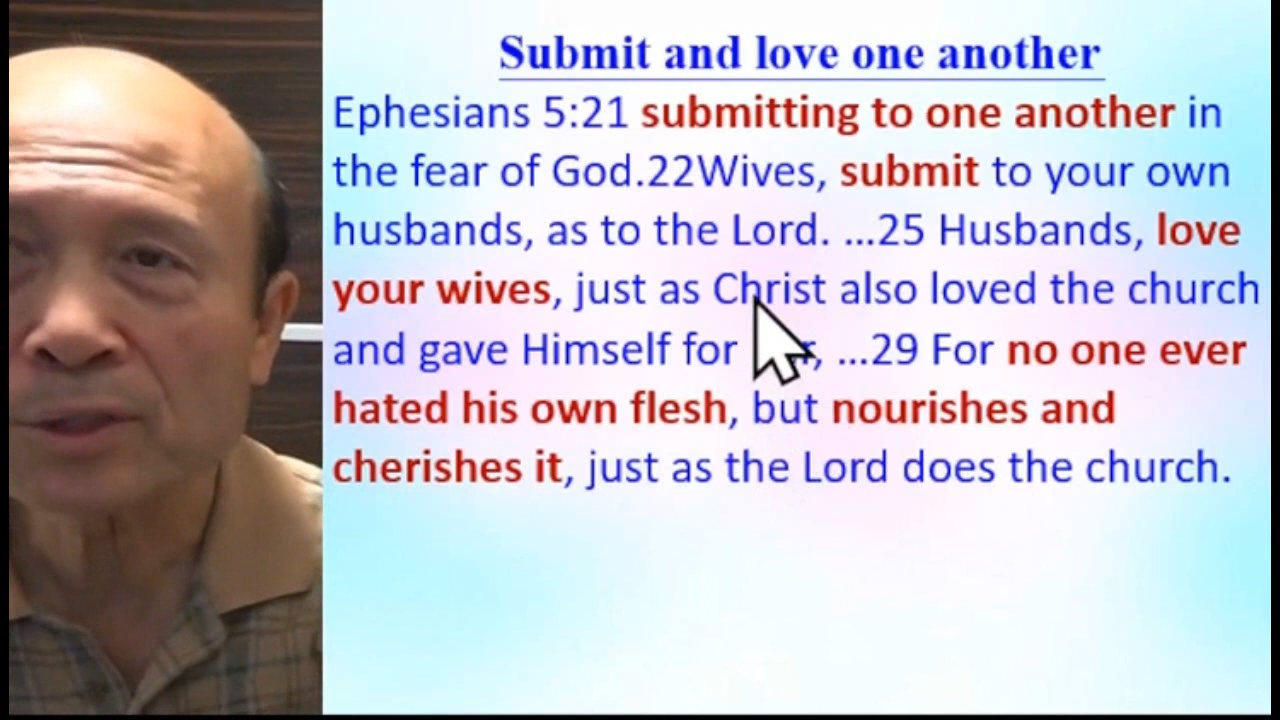 Submit and love one another
Ephesians 5:21 submitting to one another in
the fear of God.22Wives, submit to your own
husbands, as to the Lord. ...25 Husbands, love
your wives, just as Christ also loved the church
and gave Himself for , ...29 For no one ever
hated his own flesh, but nourishes and
cherishes it, just as the Lord does the church.